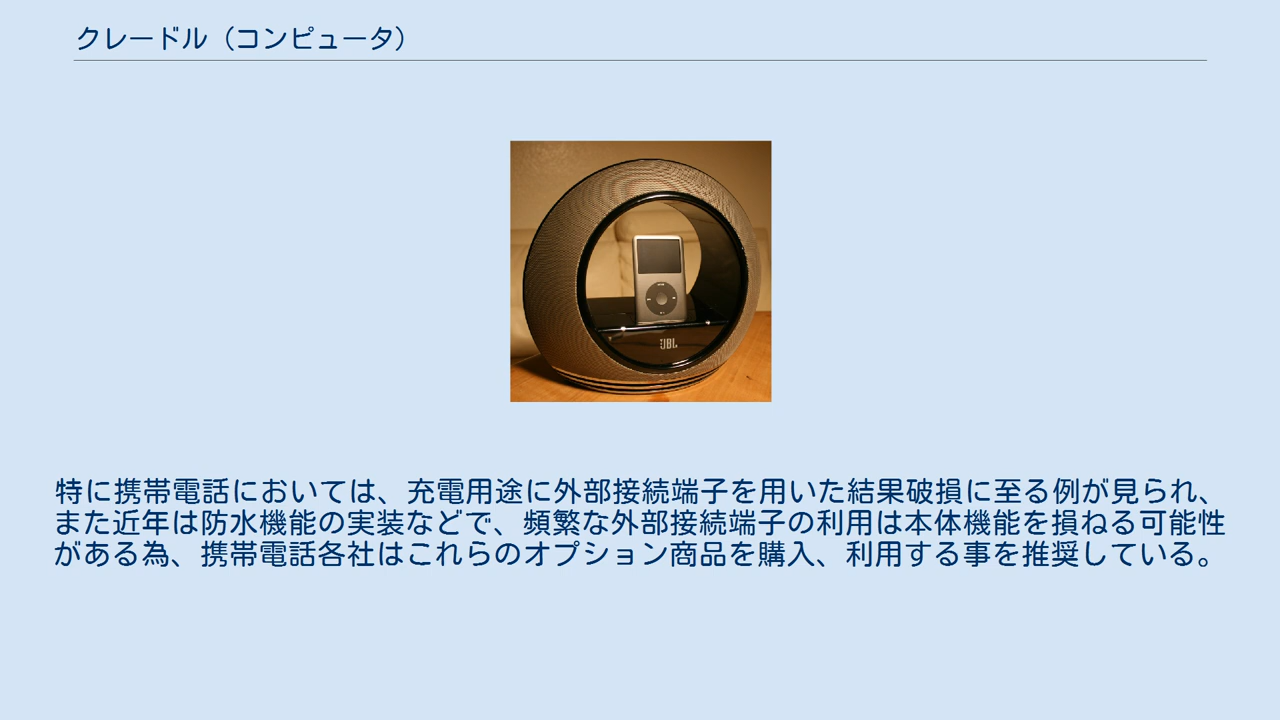 クレードル（コンピュータ）
JBL
特に携帯電話においては、充電用途に外部接続端子を用いた結果破損に至る例が見られ、
また近年は防水機能の実装などで、頻繁な外部接続端子の利用は本体機能を損ねる可能性
がある為、携帯電話各社はこれらのオプション商品を購入、利用する事を推奨している。